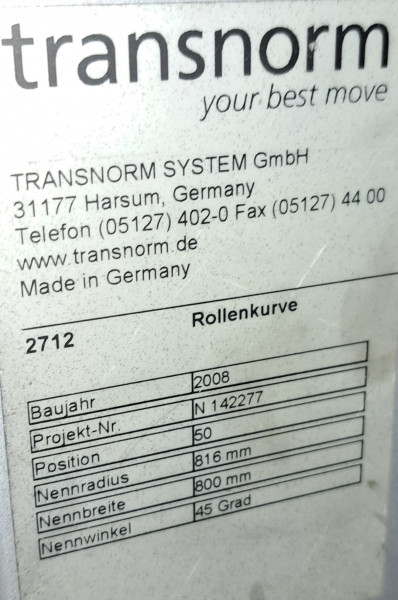 transnorm
your best move
TRANSNORM SYSTEM GmbH
31177 Harsum, Germany
Telefon (05127) 402-0 Fax (05127) 44 00
www.transnorm.de
Made in Germany
2712 Rollenkurve
Baujahr 2008
Projekt-Nr. N 142277
Position 50
Nennradius 816 mm
Nennbreite 800 mm
Nennwinkel 45 Grad